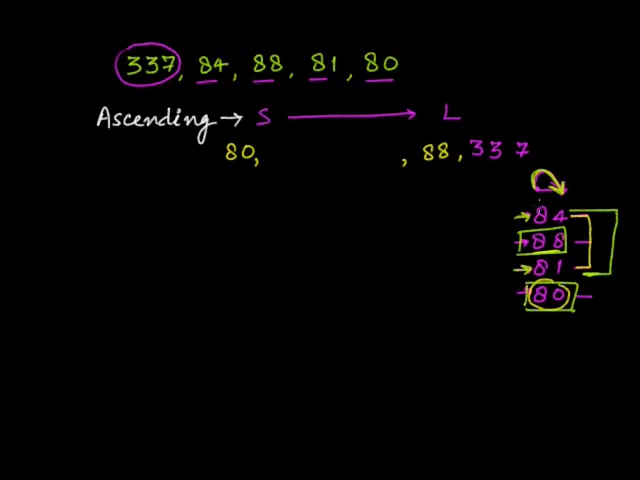 337, 84, 88, 81, 80
Ascending → S → L
80, , 88, 337
→84
→88
→81
→80